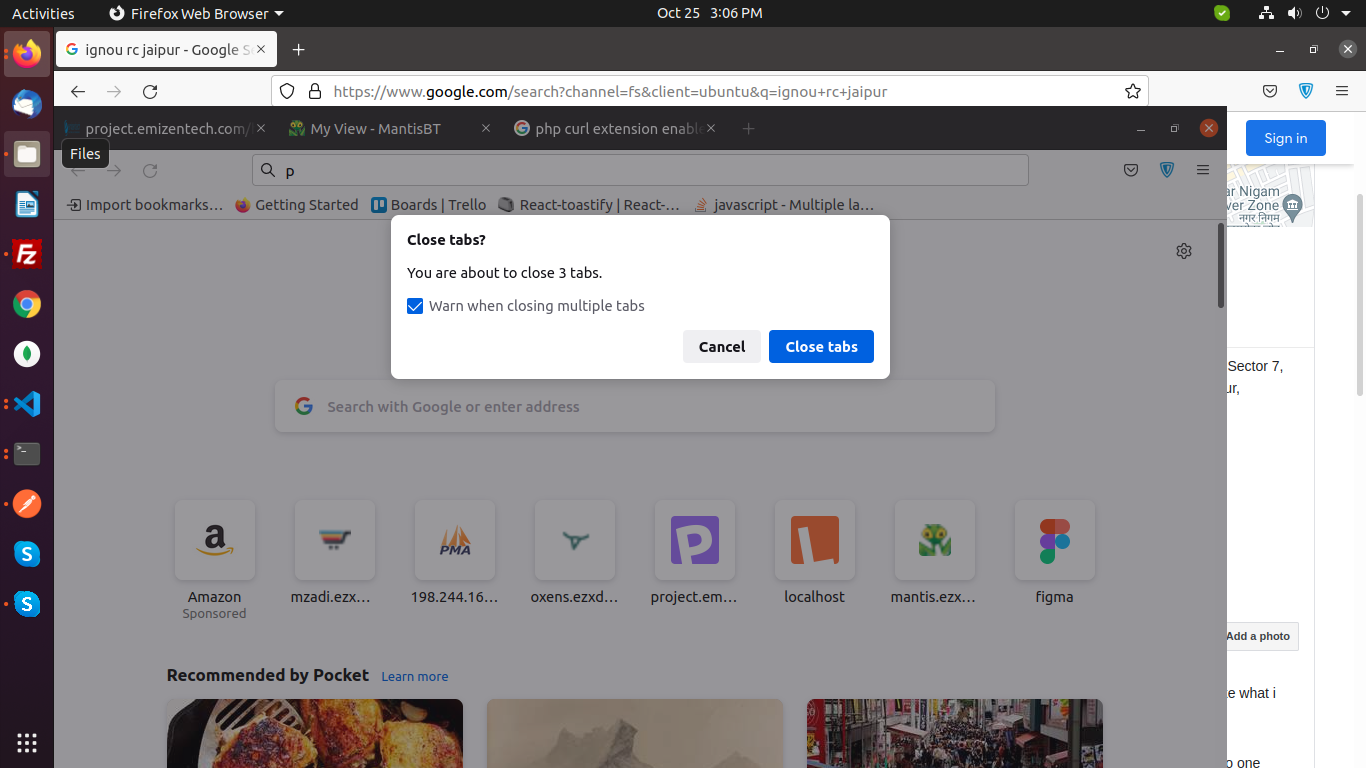 Activities Firefox Web Browser Oct 25 3:06 PM
ignou rc jaipur - Google S
https://www.google.com/search?channel=fs&client=ubuntu&q=ignou+rc+jaipur
project.emizentech.com/ My View - MantisBT php curl extension enable
Files
Sign in
p
Import bookmarks… Getting Started Boards | Trello React-toastify | React-… javascript - Multiple la…
ar Nigam
ver Zone
नगर निगम
Close tabs?
You are about to close 3 tabs.
Warn when closing multiple tabs
Cancel Close tabs
Sector 7,
ur,
Search with Google or enter address
a
PMA
Amazon mzadi.ezx… 198.244.16… oxens.ezxd… project.em… localhost mantis.ezx… figma
Sponsored
Add a photo
Recommended by Pocket Learn more
e what i
o one